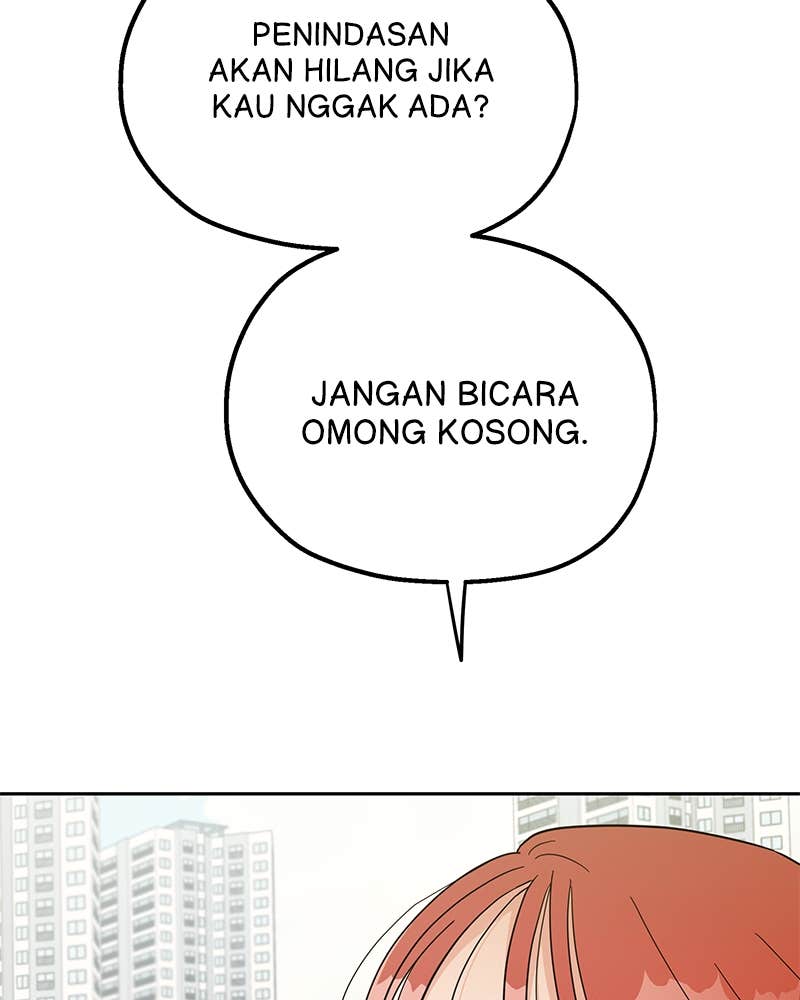 PENINDASAN
AKAN HILANG JIKA
KAU NGGAK ADA?
JANGAN BICARA
OMONG KOSONG.